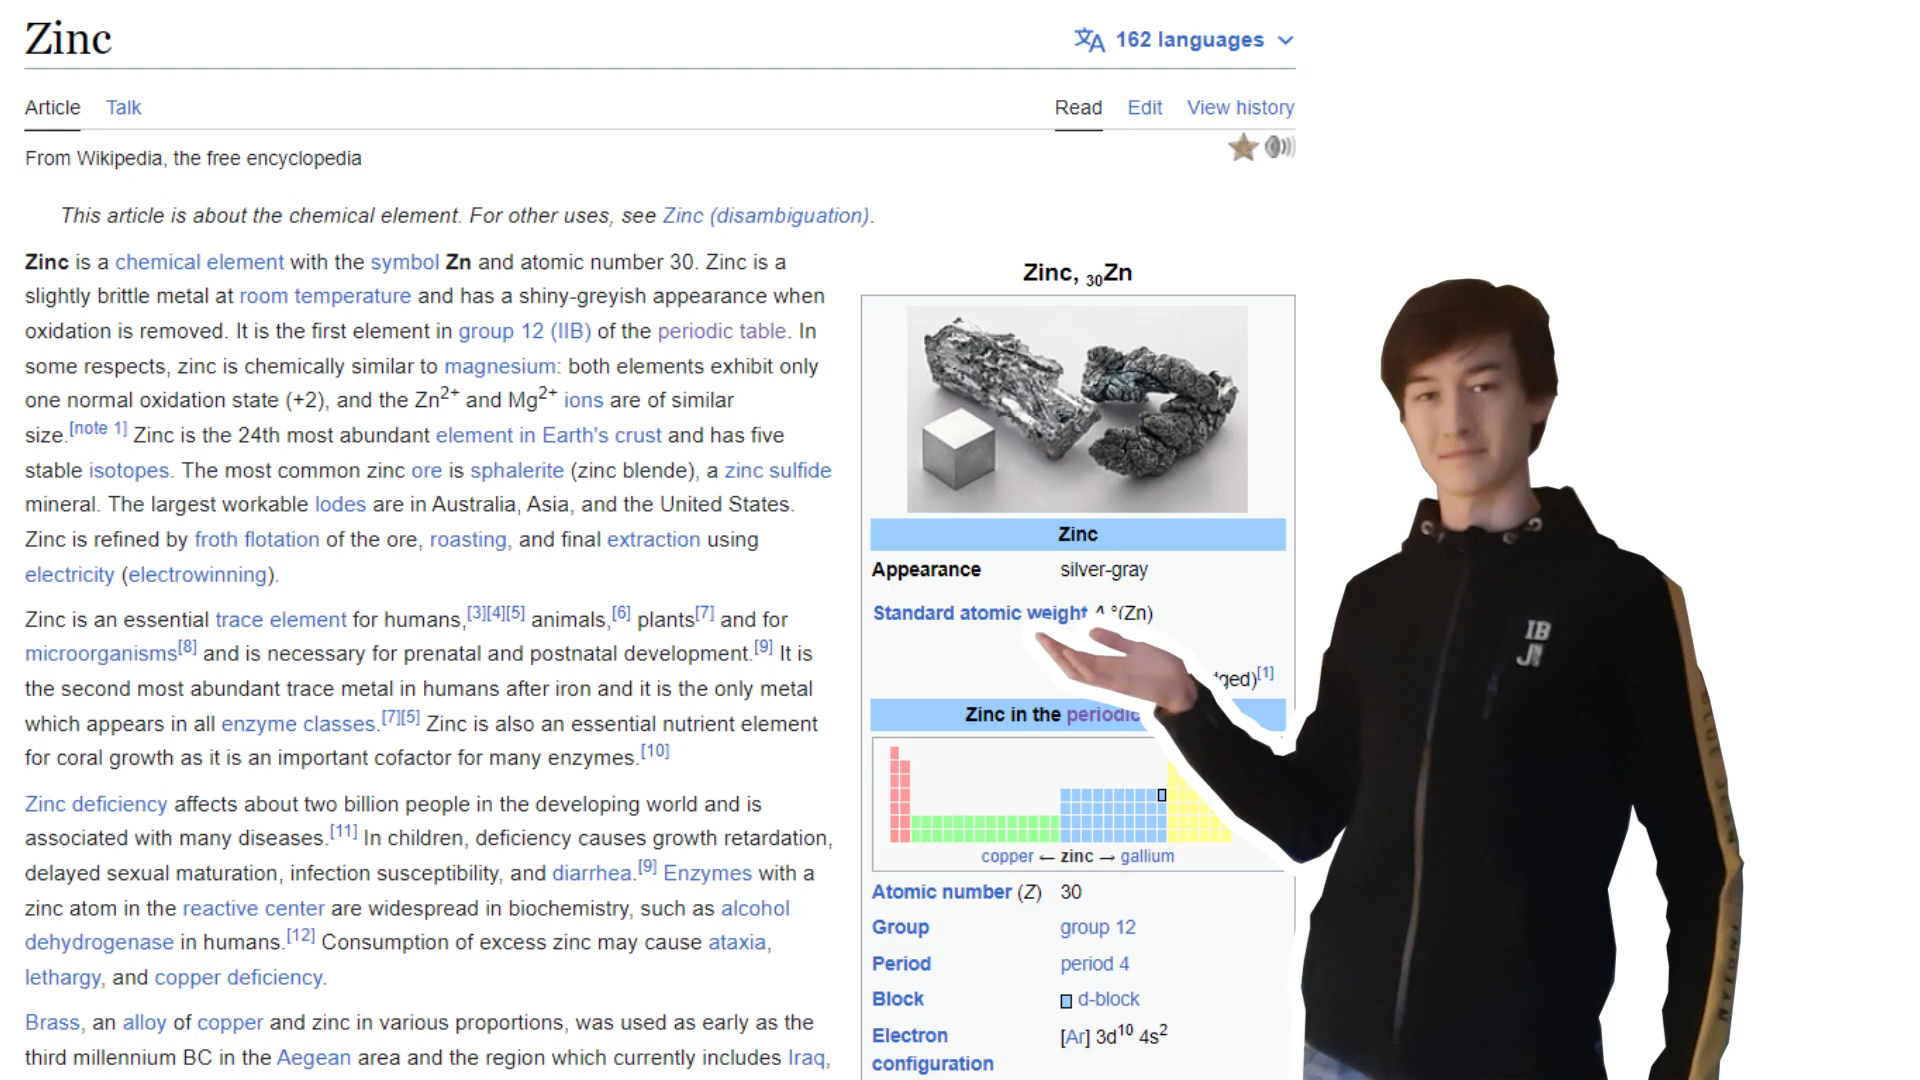 Zinc
162 languages
Article Talk
Read Edit View history
From Wikipedia, the free encyclopedia
This article is about the chemical element. For other uses, see Zinc (disambiguation).
Zinc is a chemical element with the symbol Zn and atomic number 30. Zinc is a
slightly brittle metal at room temperature and has a shiny-greyish appearance when
oxidation is removed. It is the first element in group 12 (IIB) of the periodic table. In
some respects, zinc is chemically similar to magnesium: both elements exhibit only
one normal oxidation state (+2), and the Zn²⁺ and Mg²⁺ ions are of similar
size.[note 1] Zinc is the 24th most abundant element in Earth's crust and has five
stable isotopes. The most common zinc ore is sphalerite (zinc blende), a zinc sulfide
mineral. The largest workable lodes are in Australia, Asia, and the United States.
Zinc is refined by froth flotation of the ore, roasting, and final extraction using
electricity (electrowinning).
Zinc is an essential trace element for humans,[3][4][5] animals,[6] plants[7] and for
microorganisms[8] and is necessary for prenatal and postnatal development.[9] It is
the second most abundant trace metal in humans after iron and it is the only metal
which appears in all enzyme classes.[7][5] Zinc is also an essential nutrient element
for coral growth as it is an important cofactor for many enzymes.[10]
Zinc deficiency affects about two billion people in the developing world and is
associated with many diseases.[11] In children, deficiency causes growth retardation,
delayed sexual maturation, infection susceptibility, and diarrhea.[9] Enzymes with a
zinc atom in the reactive center are widespread in biochemistry, such as alcohol
dehydrogenase in humans.[12] Consumption of excess zinc may cause ataxia,
lethargy, and copper deficiency.
Brass, an alloy of copper and zinc in various proportions, was used as early as the
third millennium BC in the Aegean area and the region which currently includes Iraq,
Zinc, ₃₀Zn
Zinc
Appearance silver-gray
Standard atomic weight °(Zn)
ged)[1]
Zinc in the periodic
copper ← zinc → gallium
Atomic number (Z) 30
Group group 12
Period period 4
Block d-block
Electron [Ar] 3d¹⁰ 4s²
configuration
IB
J